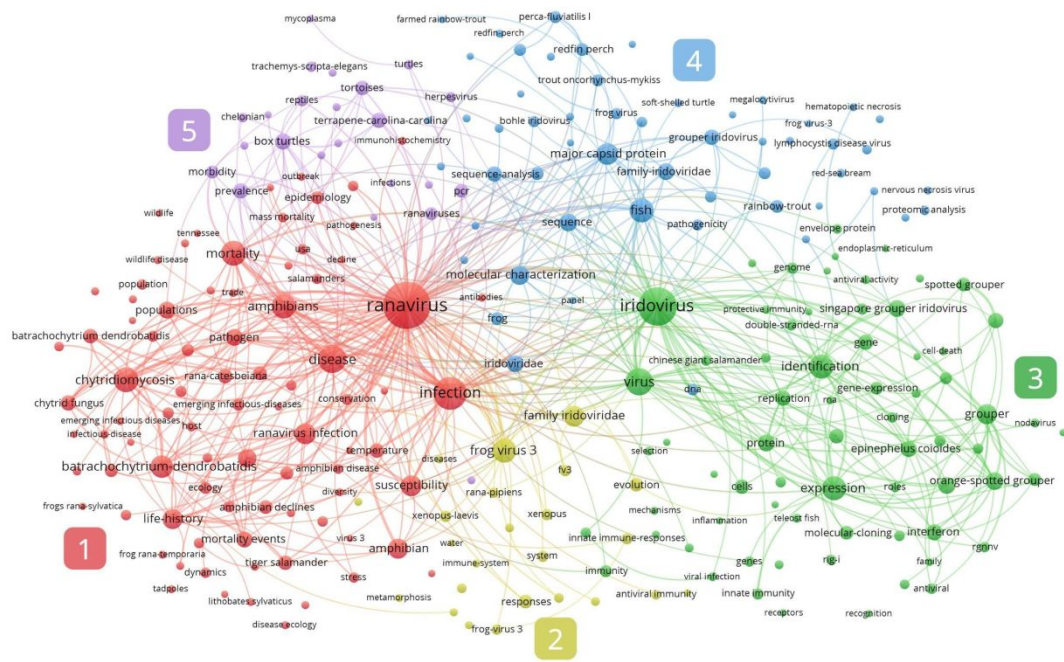 mycoplasma
farmed rainbow-trout
perca-fluviatilis l
redfin-perch
redfin perch
4
trachemys-scripta-elegans
turtles
trout oncorhynchus-mykiss
tortoises
reptiles
herpesvirus
soft-shelled turtle
megalocytivirus
hematopoietic necrosis
5
chelonian
terrapene-carolina-carolina
bohle iridovirus
frog virus
frog virus-3
box turtles
immunohistochemistry
grouper iridovirus
lymphocystis disease virus
major capsid protein
morbidity
outbreak
sequence-analysis
family-iridoviridae
red-sea bream
prevalence
infections
pcr
nervous necrosis virus
epidemiology
wildlife
mass mortality
ranaviruses
fish
rainbow-trout
proteomic analysis
tennessee
pathogenesis
sequence
pathogenicity
envelope protein
mortality
usa
decline
endoplasmic-reticulum
wildlife disease
salamanders
molecular characterization
genome
antiviral activity
population
trade
antibodies
panel
spotted grouper
populations
amphibians
ranavirus
iridovirus
protective immunity
singapore grouper iridovirus
frog
double-stranded-rna
batrachochytrium dendrobatidis
pathogen
gene
cell-death
disease
iridoviridae
chinese giant salamander
identification
chytridiomycosis
rana-catesbeiana
infection
virus
dna
gene-expression
3
chytrid fungus
emerging infectious-diseases
conservation
replication
rna
emerging infectious diseases
host
family iridoviridae
cloning
grouper
nodavirus
infectious-disease
ranavirus infection
temperature
frog virus 3
selection
protein
epinephelus coioides
batrachochytrium-dendrobatidis
amphibian disease
diseases
fv3
ecology
susceptibility
rana-pipiens
evolution
cells
expression
roles
orange-spotted grouper
frogs rana-sylvatica
diversity
amphibian declines
life-history
xenopus-laevis
xenopus
mechanisms
inflammation
teleost fish
1
mortality events
virus 3
water
innate immune-responses
molecular-cloning
interferon
amphibian
frog rana-temporaria
tiger salamander
immune-system
system
genes
rig-i
family
rgnnv
dynamics
stress
immunity
viral infection
tadpoles
metamorphosis
antiviral immunity
innate immunity
antiviral
lithobates sylvaticus
responses
receptors
recognition
disease ecology
frog-virus 3
2